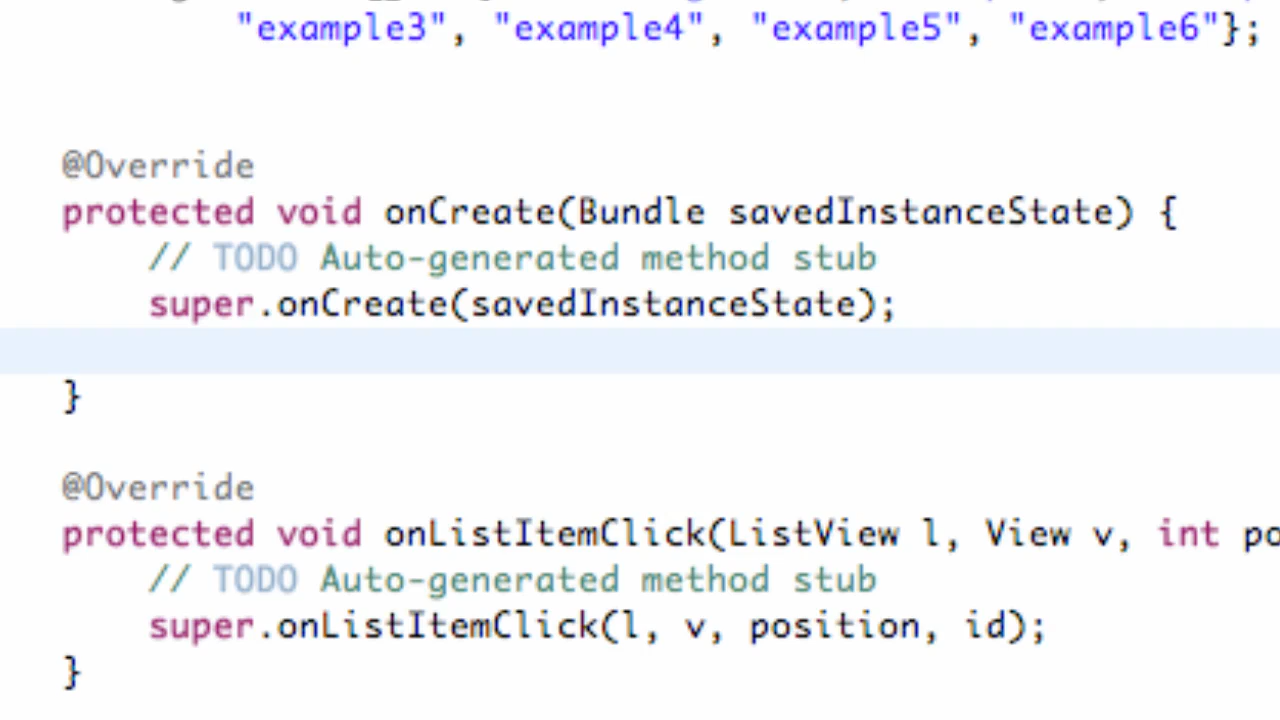 "example3", "example4", "example5", "example6"};
@Override
protected void onCreate(Bundle savedInstanceState) {
// TODO Auto-generated method stub
super.onCreate(savedInstanceState);
}
@Override
protected void onListItemClick(ListView l, View v, int po
// TODO Auto-generated method stub
super.onListItemClick(l, v, position, id);
}